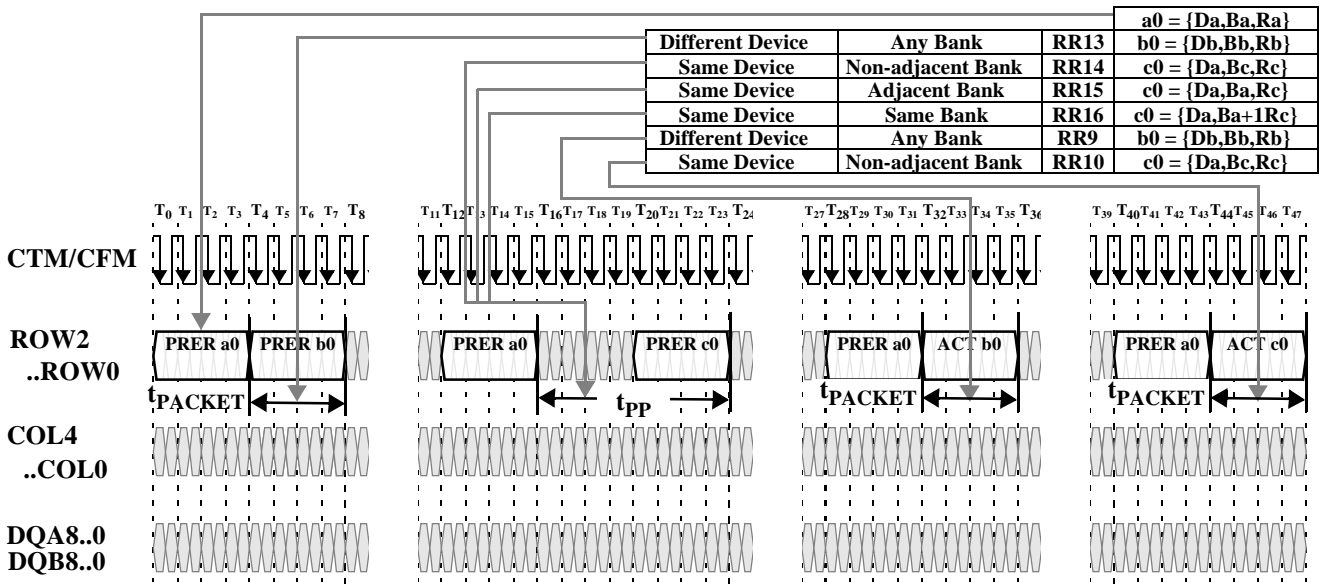 a0 = {Da,Ba,Ra}
Different Device Any Bank RR13 b0 = {Db,Bb,Rb}
Same Device Non-adjacent Bank RR14 c0 = {Da,Bc,Rc}
Same Device Adjacent Bank RR15 c0 = {Da,Ba,Rc}
Same Device Same Bank RR16 c0 = {Da,Ba+1Rc}
Different Device Any Bank RR9 b0 = {Db,Bb,Rb}
Same Device Non-adjacent Bank RR10 c0 = {Da,Bc,Rc}
T0 T1 T2 T3 T4 T5 T6 T7 T8 T11 T12 T13 T14 T15 T16 T17 T18 T19 T20 T21 T22 T23 T24 T27 T28 T29 T30 T31 T32 T33 T34 T35 T36 T39 T40 T41 T42 T43 T44 T45 T46 T47
CTM/CFM
ROW2
..ROW0
PRER a0 PRER b0 PRER a0 PRER c0 PRER a0 ACT b0 PRER a0 ACT c0
tPACKET tPP tPACKET tPACKET
COL4
..COL0
DQA8..0
DQB8..0